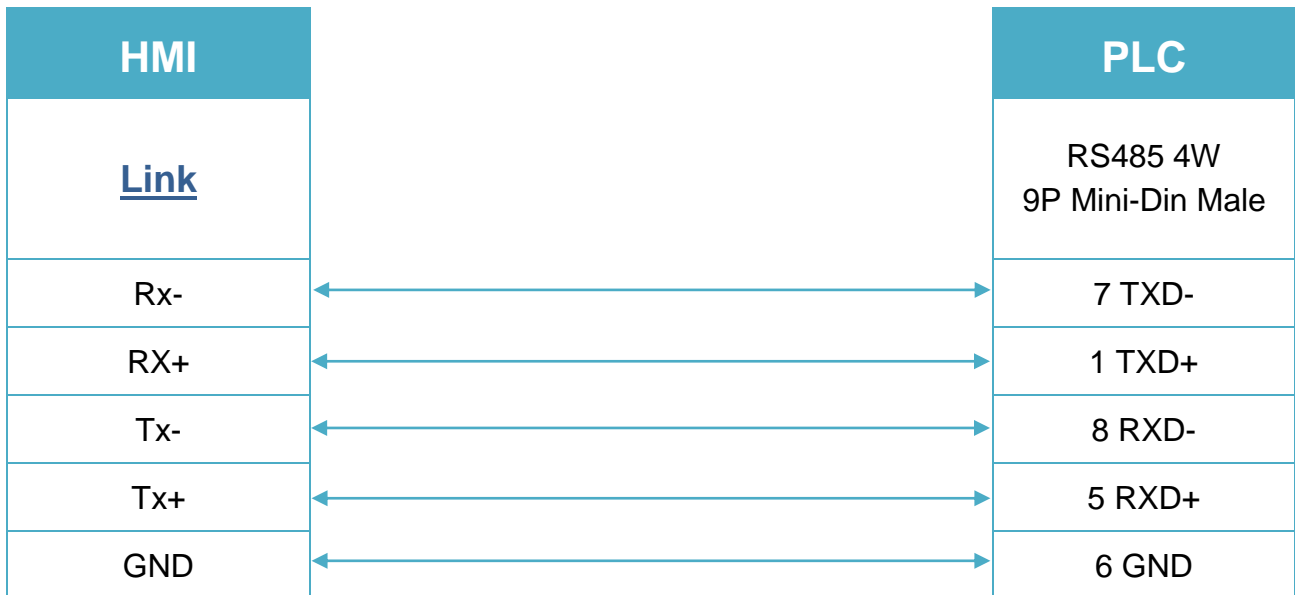 HMI PLC
Link RS485 4W
9P Mini-Din Male
Rx- 7 TXD-
RX+ 1 TXD+
Tx- 8 RXD-
Tx+ 5 RXD+
GND 6 GND